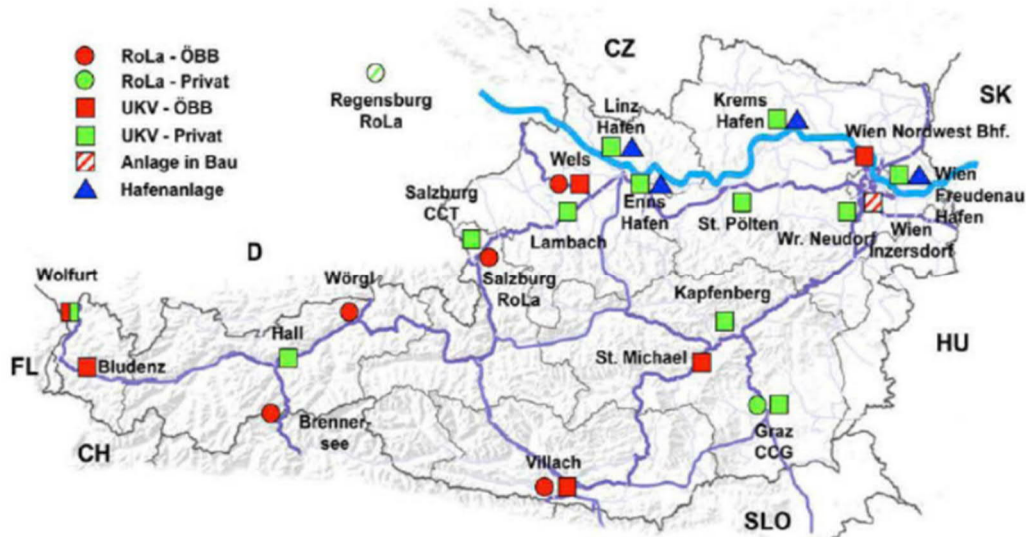 RoLa - ÖBB
RoLa - Privat
UKV - ÖBB
UKV - Privat
Anlage in Bau
Hafenanlage
Regensburg
RoLa
CZ
SK
D
FL
CH
HU
SLO
Linz
Hafen
Krems
Hafen
Wien Nordwest Bhf.
Wels
Enns
Hafen
St. Pölten
Wr. Neudorf
Wien
Freudenau
Hafen
Wien
Inzersdorf
Salzburg
CCT
Lambach
Salzburg
RoLa
Wolfurt
Wörgl
Hall
Bludenz
Brenner
see
Kapfenberg
St. Michael
Graz
CCG
Villach